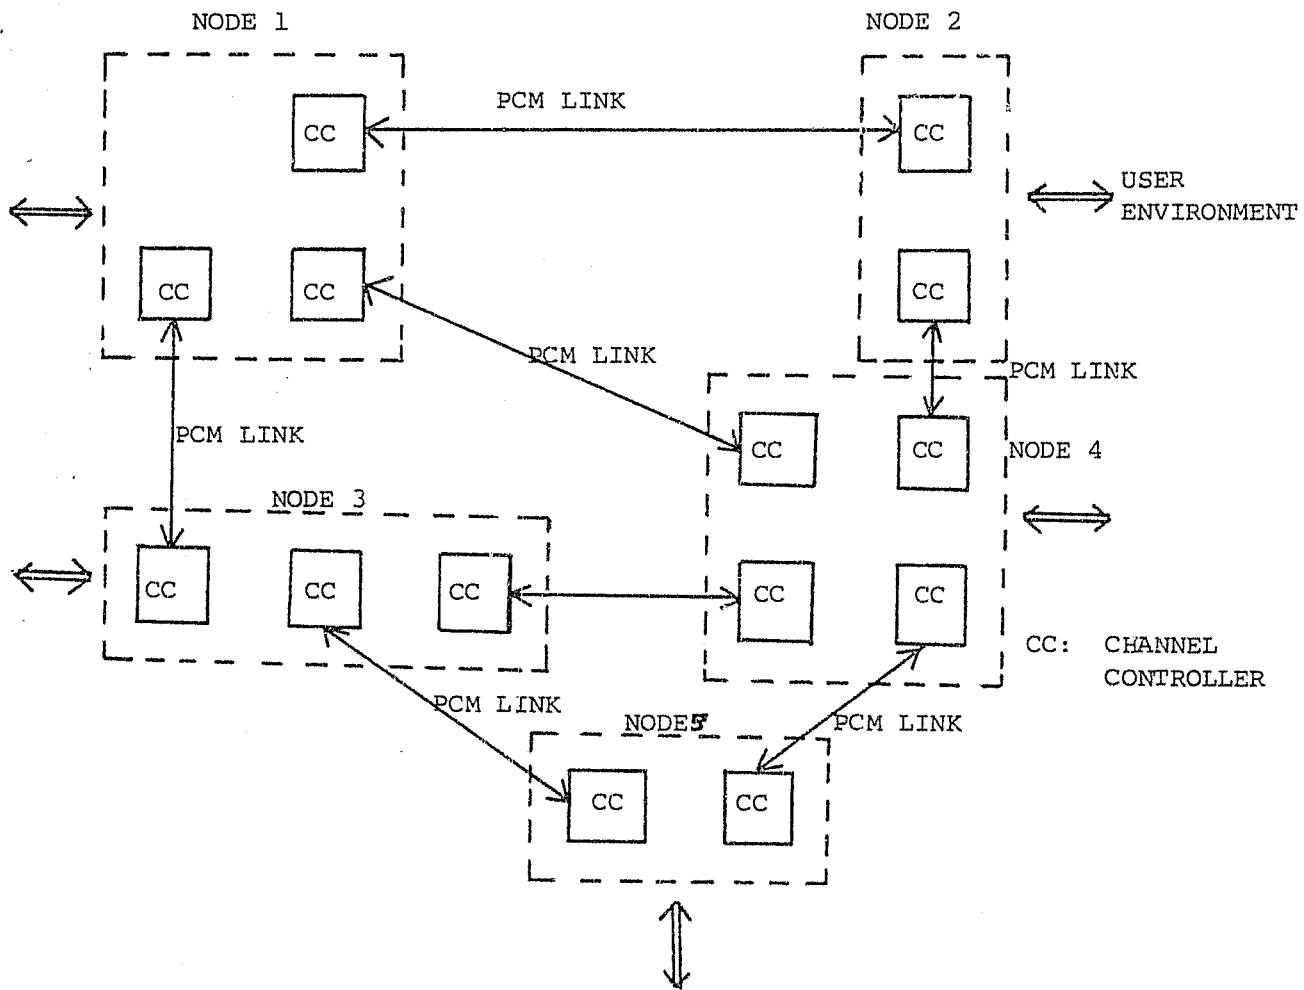 NODE 1
NODE 2
PCM LINK
CC
CC
USER
ENVIRONMENT
CC
CC
CC
PCM LINK
PCM LINK
PCM LINK
CC
CC
NODE 4
NODE 3
CC
CC
CC
CC
CC
CC: CHANNEL
CONTROLLER
PCM LINK
NODE5
PCM LINK
CC
CC